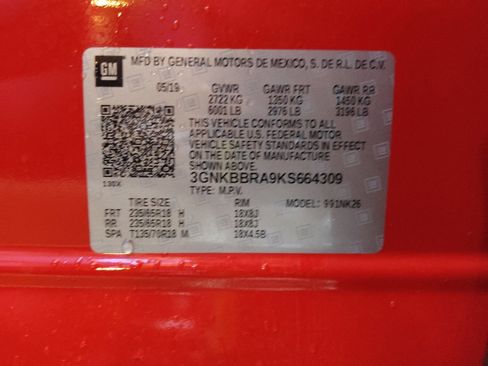 GM
MFD BY GENERAL MOTORS DE MEXICO, S. DE R.L. DE C.V.
05/19 GVWR GAWR FRT GAWR RR
2722 KG 1350 KG 1450 KG
6001 LB 2976 LB 3196 LB
THIS VEHICLE CONFORMS TO ALL
APPLICABLE U.S. FEDERAL MOTOR
VEHICLE SAFETY STANDARDS IN EFFECT
ON THE DATE OF MANUFACTURE
SHOWN ABOVE.
3GNKBBRA9KS664309
TYPE: M.P.V. 991NK26
TIRE SIZE RIM
FRT 235/65R18 H 18X8J
RR 235/65R18 H 18X8J
SPA T135/70R18 M 18X4.5B